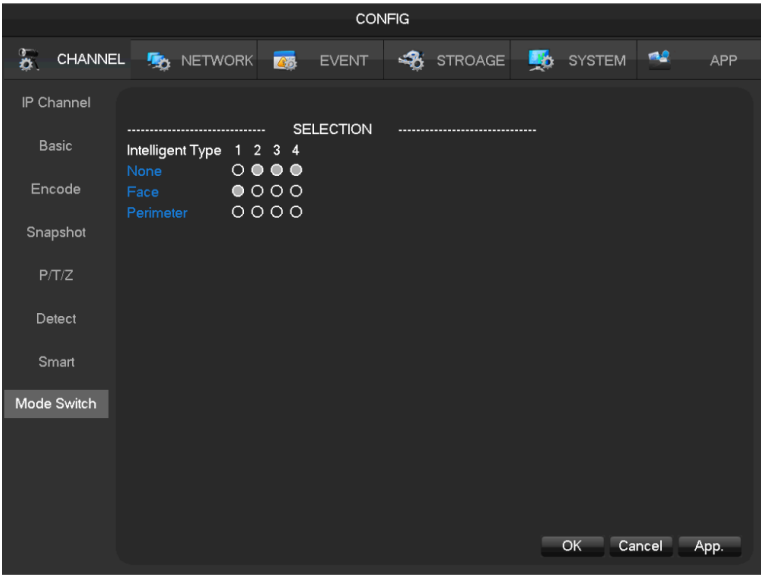 CONFIG
CHANNEL NETWORK EVENT STROAGE SYSTEM APP
IP Channel
Basic
Encode
Snapshot
P/T/Z
Detect
Smart
Mode Switch
------------------------------- SELECTION -------------------------------
Intelligent Type 1 2 3 4
None
Face
Perimeter
OK Cancel App.